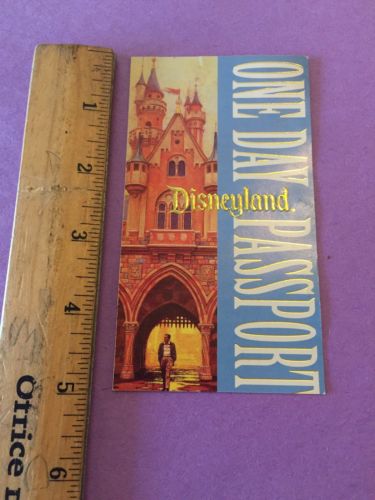 Disneyland.
ONE DAY PASSPORT
1
2
3
4
5
6
Office